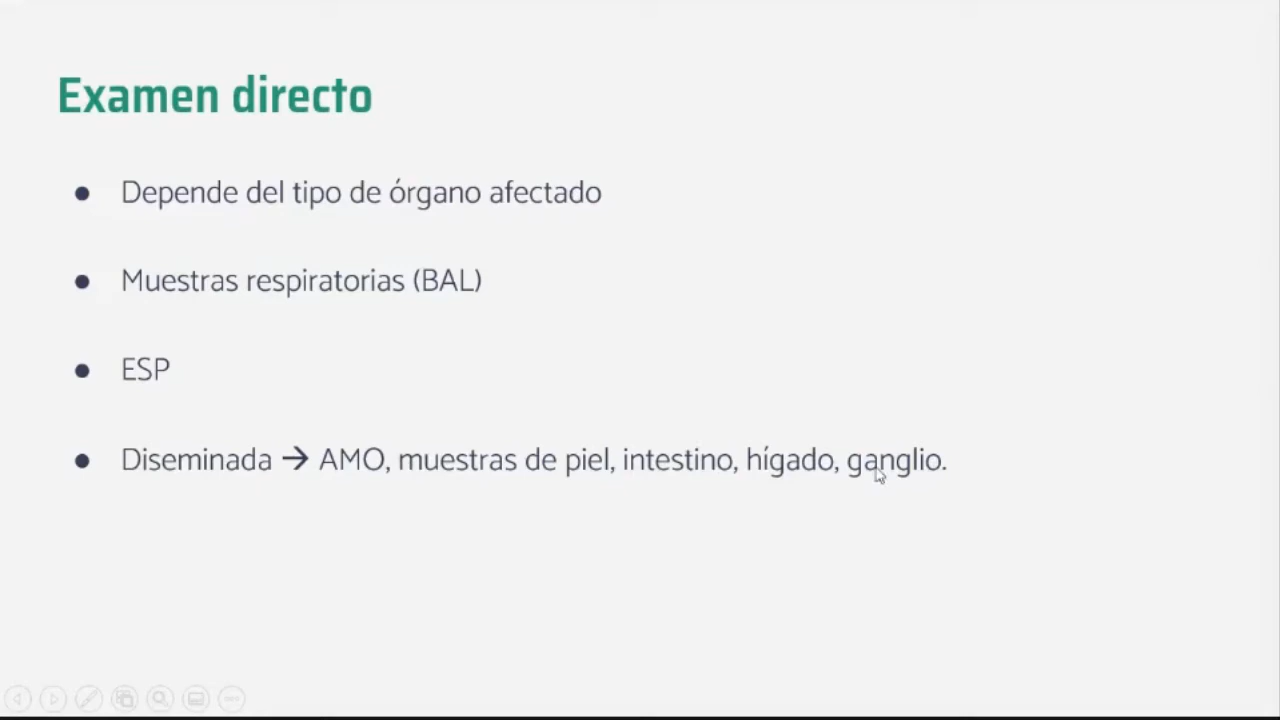 Examen directo
● Depende del tipo de órgano afectado
● Muestras respiratorias (BAL)
● ESP
● Diseminada → AMO, muestras de piel, intestino, hígado, ganglio.